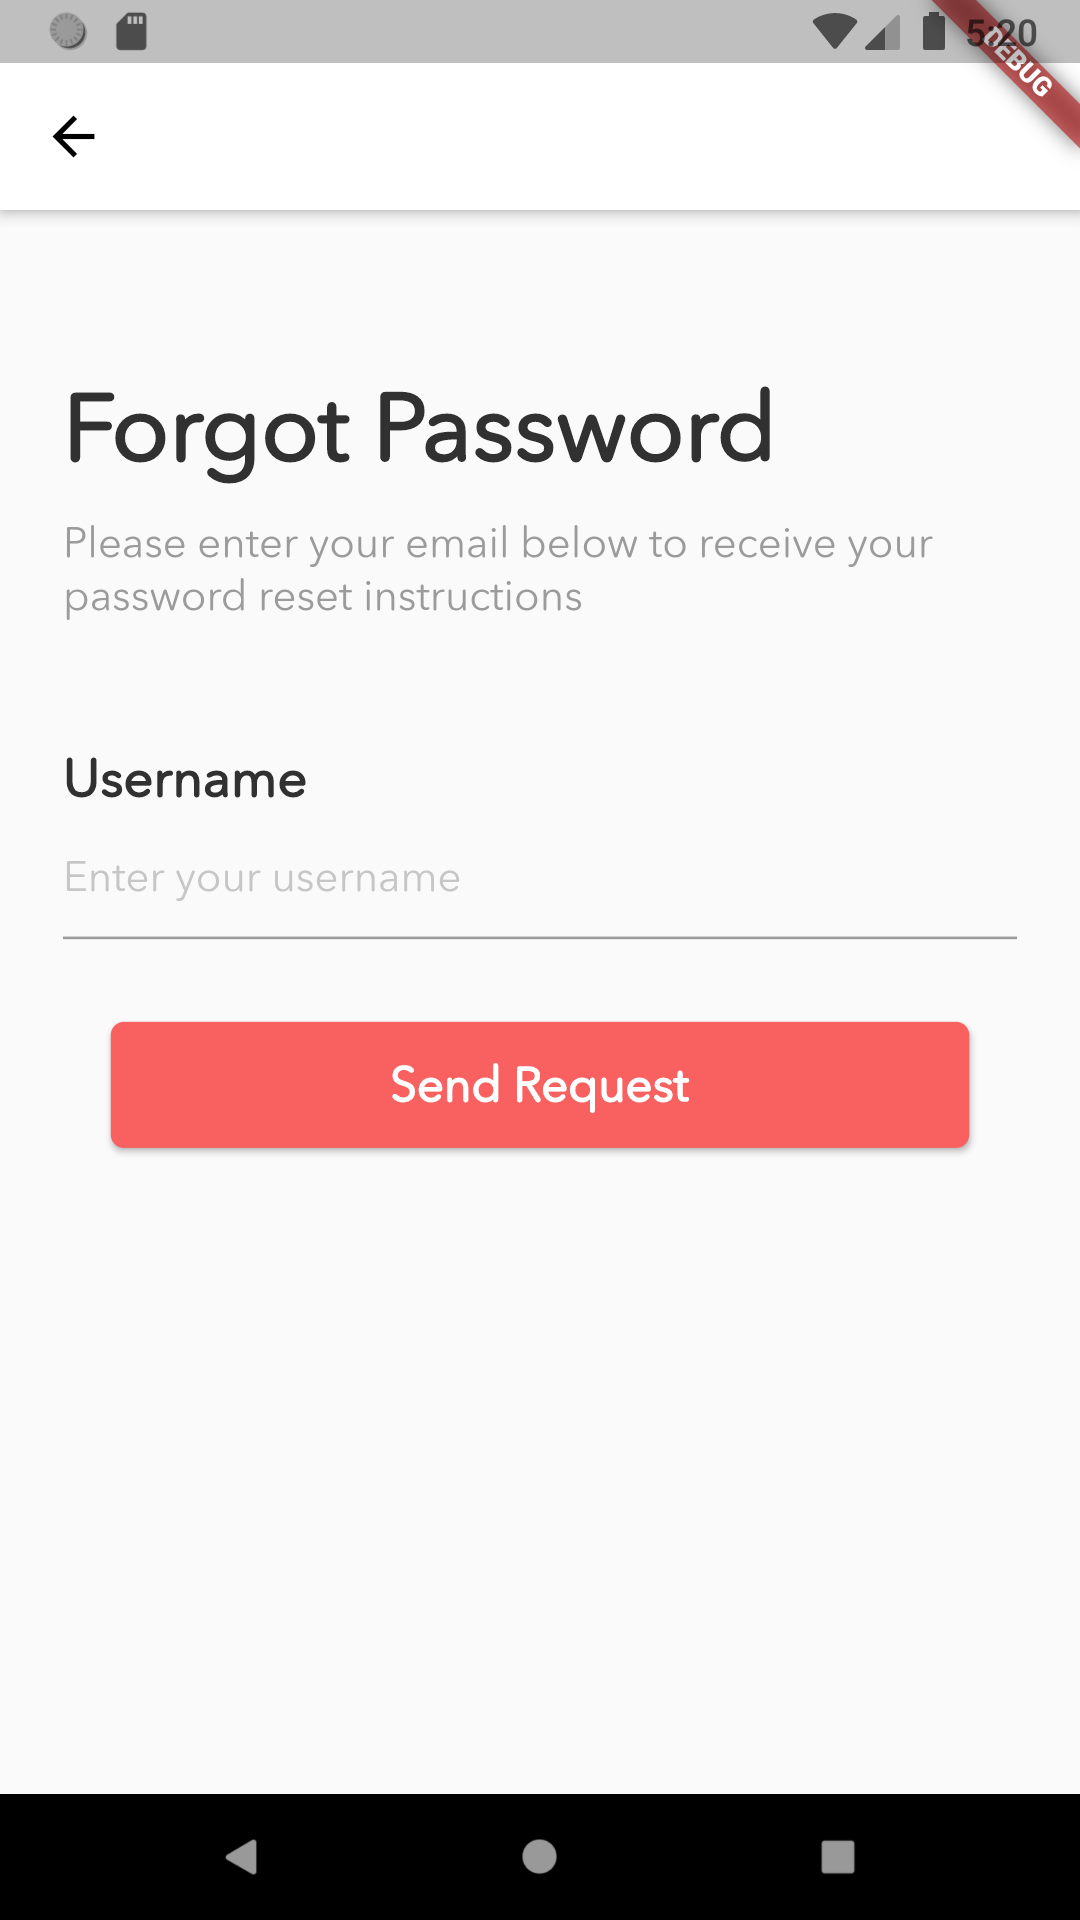 5:20
DEBUG
Forgot Password
Please enter your email below to receive your
password reset instructions
Username
Enter your username
Send Request